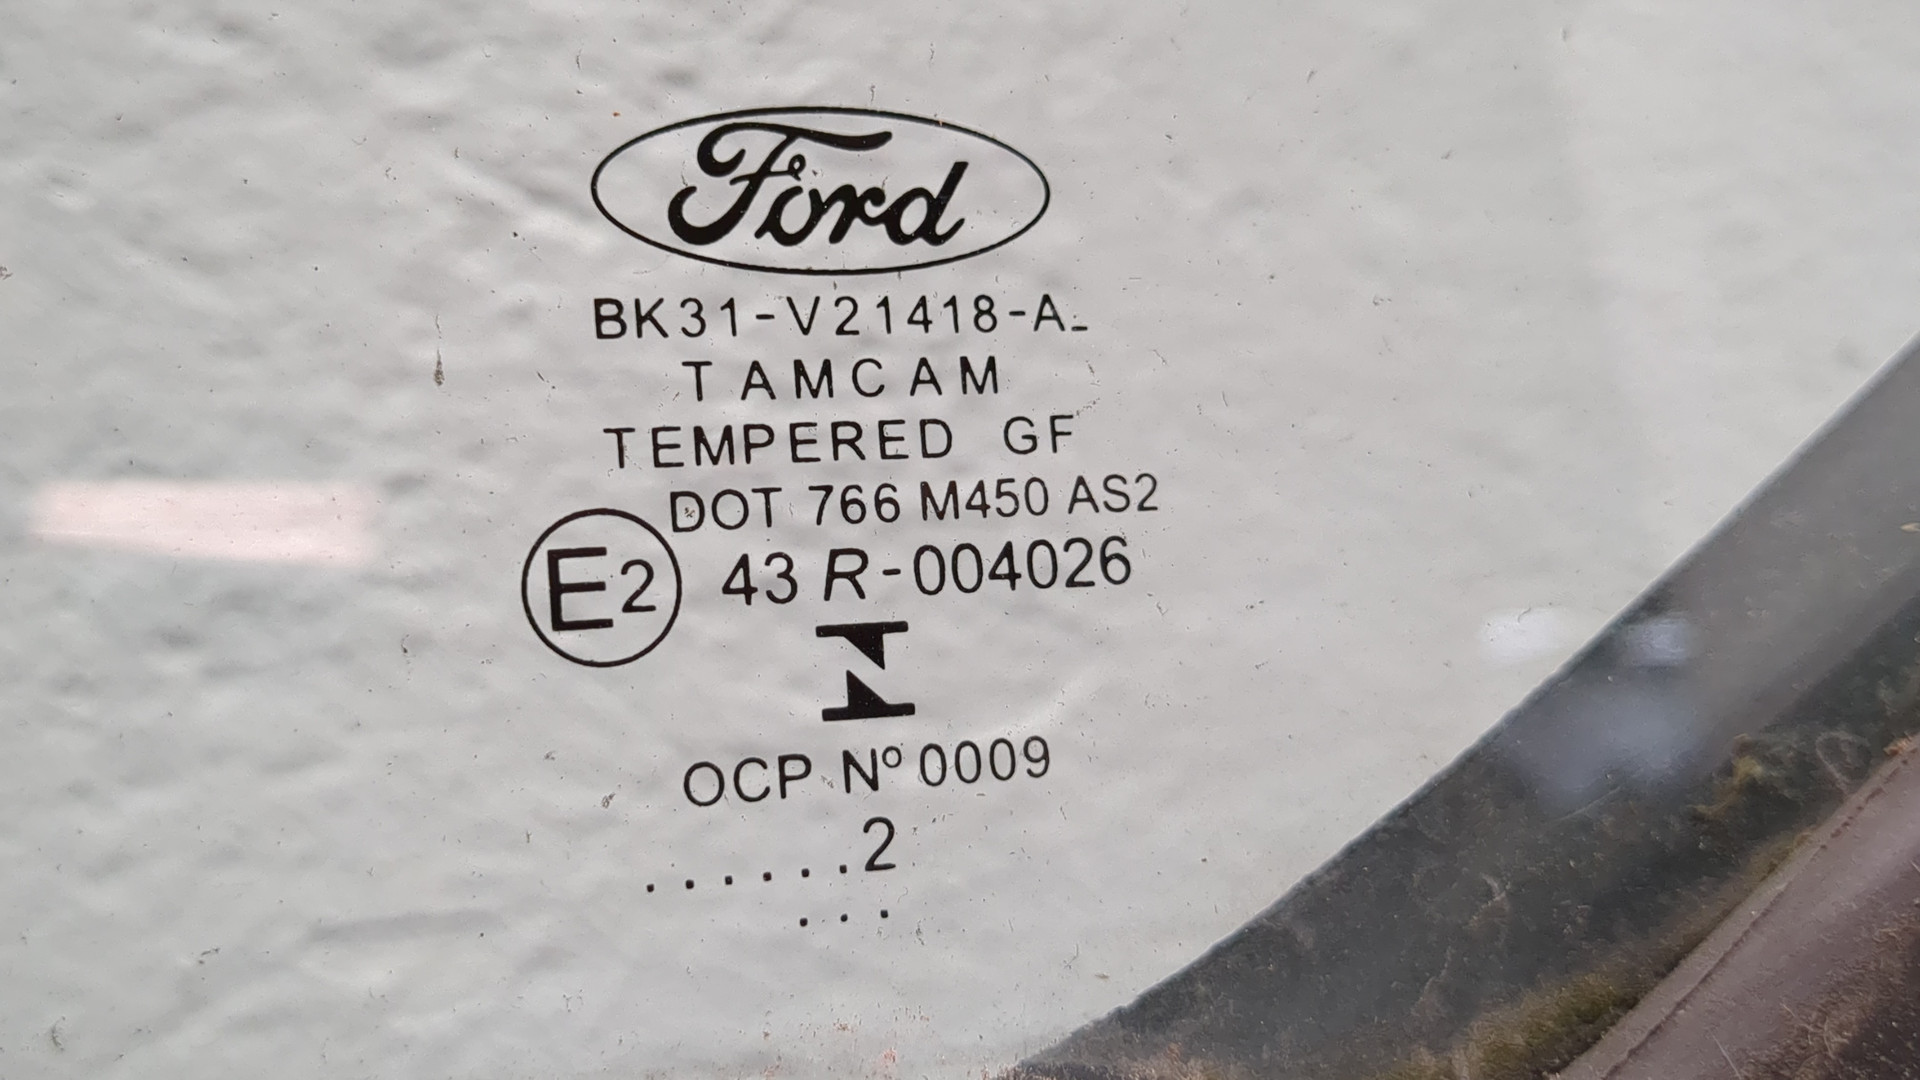 Ford
BK31-V21418-A-
TAMCAM
TEMPERED GF
DOT 766 M450 AS2
E2 43 R-004026
N
OCP Nº 0009
......2
...